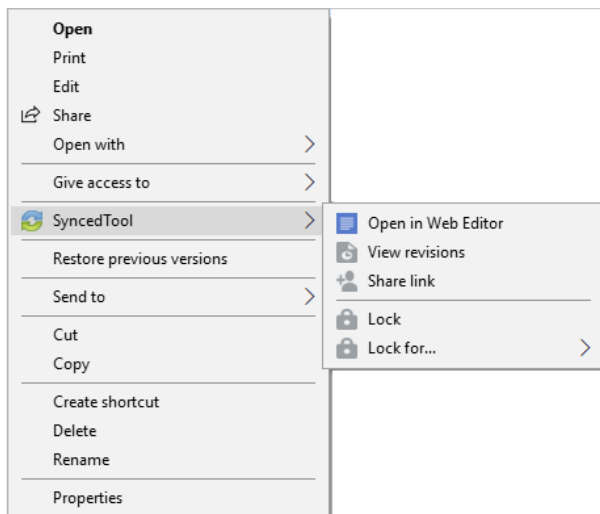 Open
Print
Edit
Share
Open with
Give access to
SyncedTool
Restore previous versions
Send to
Cut
Copy
Create shortcut
Delete
Rename
Properties
Open in Web Editor
View revisions
Share link
Lock
Lock for...